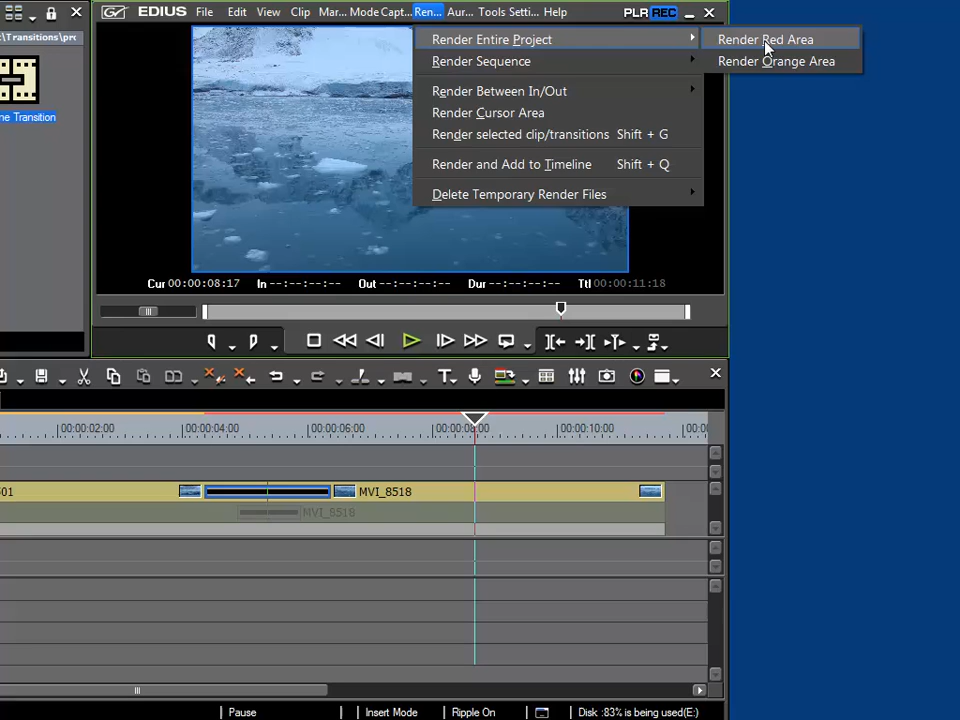 EDIUS File Edit View Clip Mar... Mode Capt... Ren... Aur... Tools Setti... Help PLR REC
\Transitions\pro
ne Transition
Render Entire Project
Render Sequence
Render Between In/Out
Render Cursor Area
Render selected clip/transitions Shift + G
Render and Add to Timeline Shift + Q
Delete Temporary Render Files
Render Red Area
Render Orange Area
Cur 00:00:08:17 In --:--:--:-- Out --:--:--:-- Dur --:--:--:-- Ttl 00:00:11:18
00:00:02:00 00:00:04:00 00:00:06:00 00:00:08:00 00:00:10:00 00:00
01 MVI_8518
MVI_8518
Pause Insert Mode Ripple On Disk :83% is being used(E:)